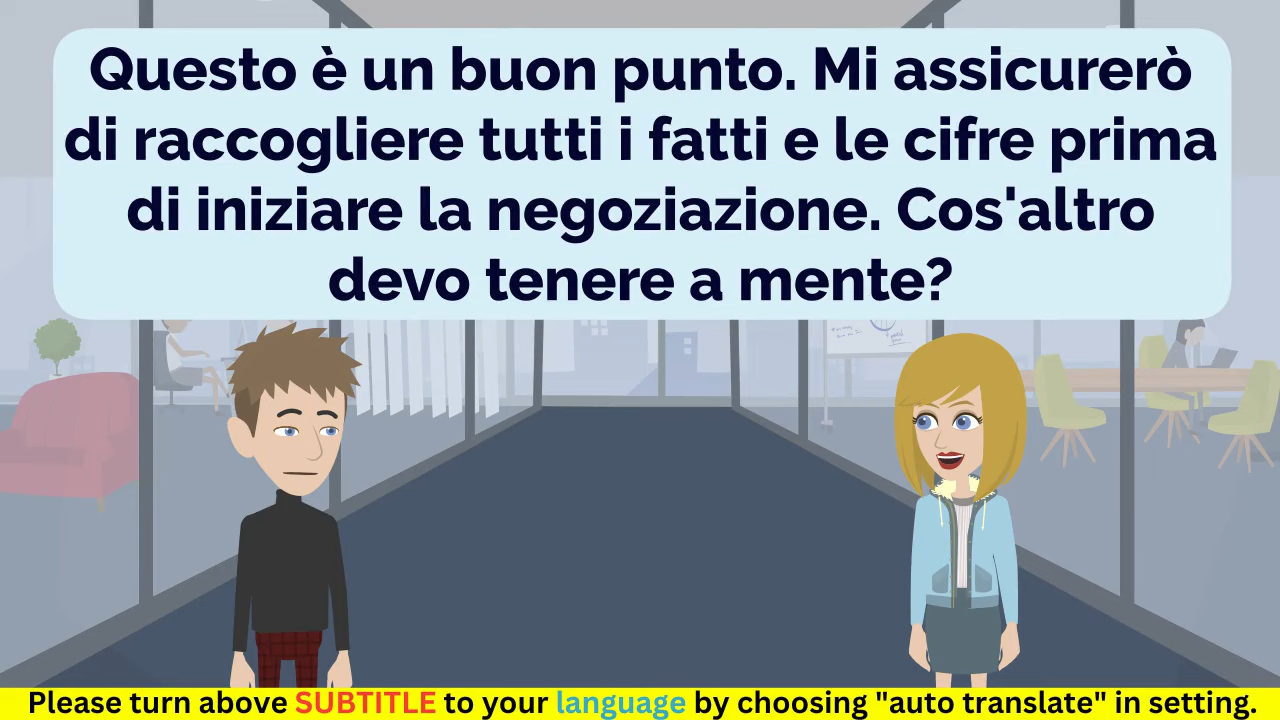 Questo è un buon punto. Mi assicurerò
di raccogliere tutti i fatti e le cifre prima
di iniziare la negoziazione. Cos'altro
devo tenere a mente?
Please turn above SUBTITLE to your language by choosing "auto translate" in setting.